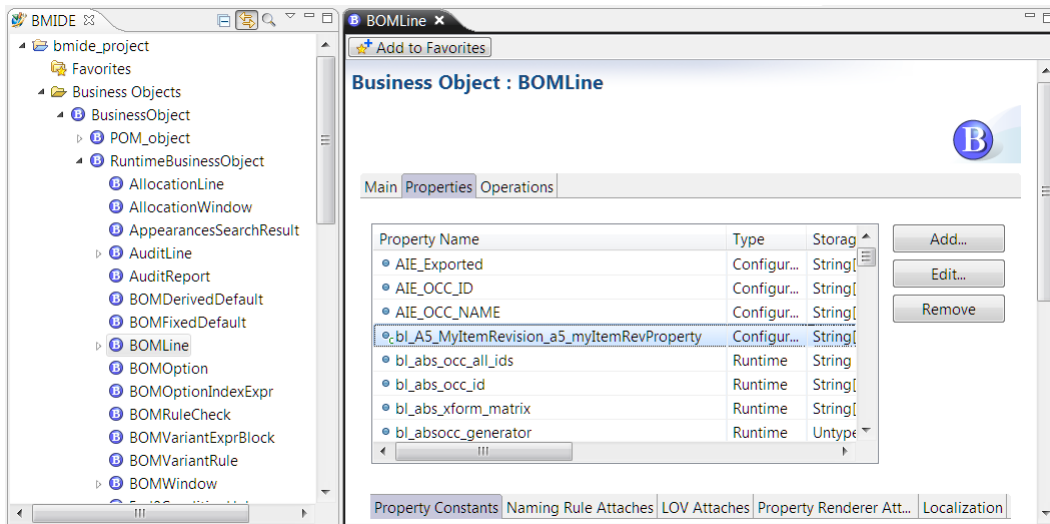 BMIDE
bmide_project
Favorites
Business Objects
BusinessObject
POM_object
RuntimeBusinessObject
AllocationLine
AllocationWindow
AppearancesSearchResult
AuditLine
AuditReport
BOMDerivedDefault
BOMFixedDefault
BOMLine
BOMOption
BOMOptionIndexExpr
BOMRuleCheck
BOMVariantExprBlock
BOMVariantRule
BOMWindow
BOMLine
Add to Favorites
Business Object : BOMLine
Main Properties Operations
Property Name Type Storag
AIE_Exported Configur... String[
AIE_OCC_ID Configur... String[
AIE_OCC_NAME Configur... String[
bl_A5_MyItemRevision_a5_myItemRevProperty Configur... String[
bl_abs_occ_all_ids Runtime String
bl_abs_occ_id Runtime String[
bl_abs_xform_matrix Runtime String[
bl_absocc_generator Runtime Untype
Add...
Edit...
Remove
Property Constants Naming Rule Attaches LOV Attaches Property Renderer Att... Localization